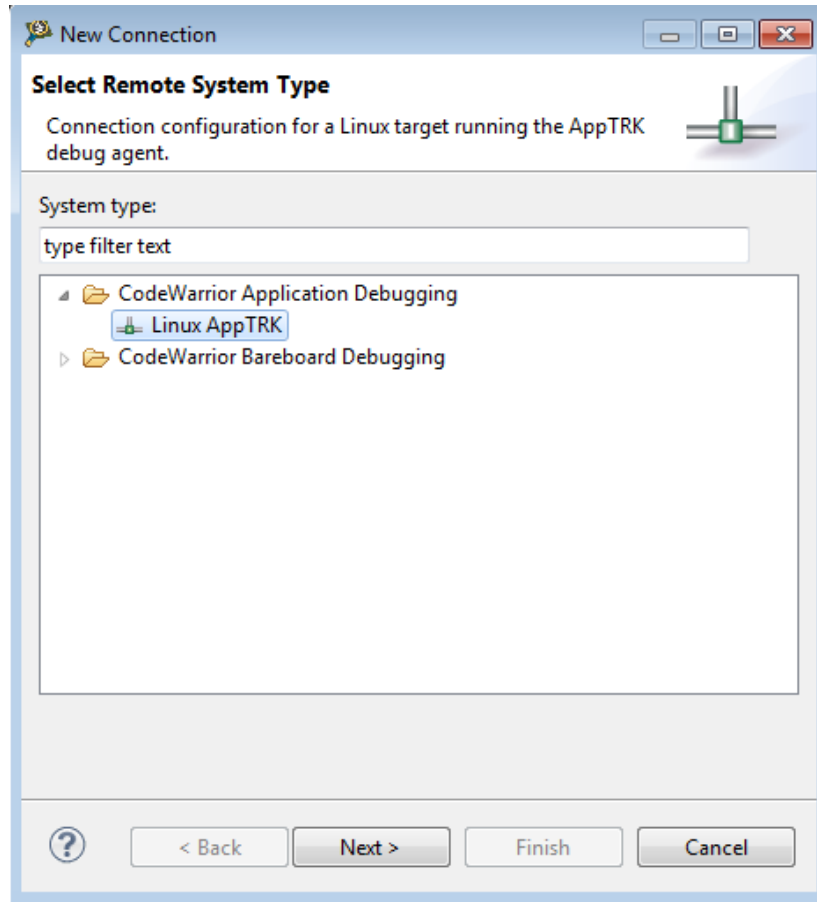 New Connection
Select Remote System Type
Connection configuration for a Linux target running the AppTRK
debug agent.
System type:
type filter text
CodeWarrior Application Debugging
Linux AppTRK
CodeWarrior Bareboard Debugging
? < Back Next > Finish Cancel